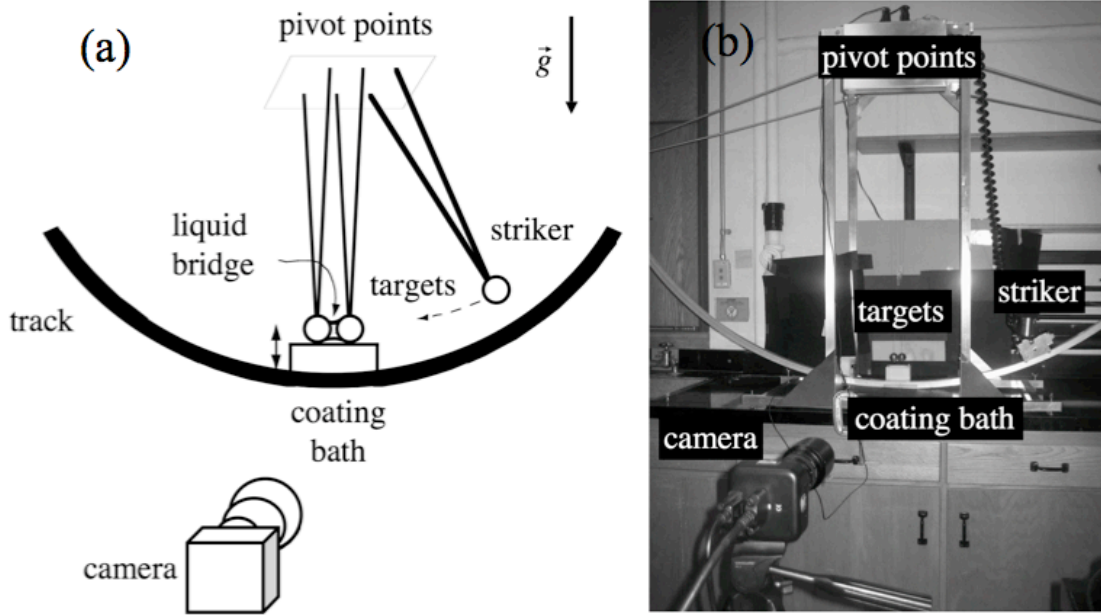 (a)
pivot points
g
liquid
bridge
striker
targets
track
coating
bath
camera
(b)
pivot points
striker
targets
coating bath
camera